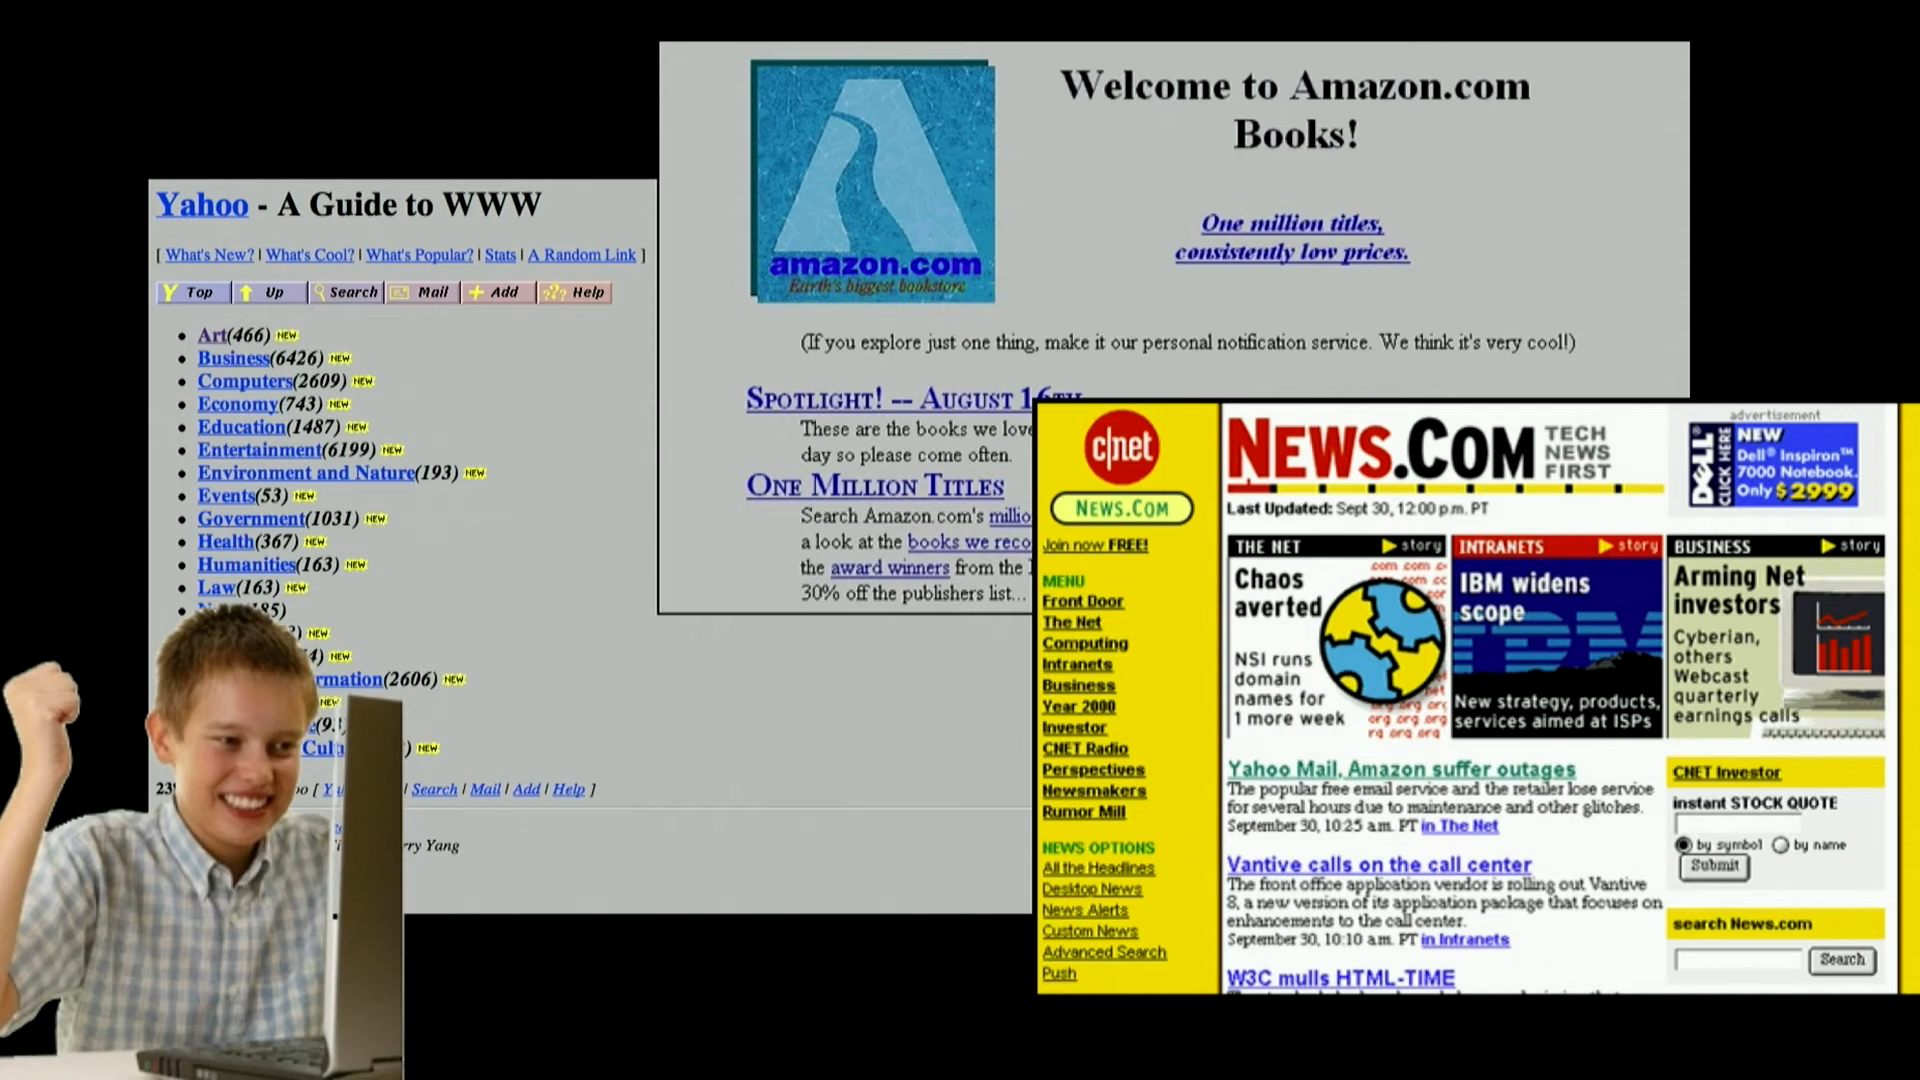 Yahoo - A Guide to WWW
[ What's New? | What's Cool? | What's Popular? | Stats | A Random Link ]
Top Up Search Mail Add Help
Art(466) NEW
Business(6426) NEW
Computers(2609) NEW
Economy(743) NEW
Education(1487) NEW
Entertainment(6199) NEW
Environment and Nature(193) NEW
Events(53) NEW
Government(1031) NEW
Health(367) NEW
Humanities(163) NEW
Law(163) NEW
NEW
NEW
(2606) NEW
NEW
NEW
[ | Search | Mail | Add | Help ]
Yang
amazon.com
Earth's biggest bookstore
Welcome to Amazon.com
Books!
One million titles,
consistently low prices.
(If you explore just one thing, make it our personal notification service. We think it's very cool!)
SPOTLIGHT! -- AUGUST 16TH
These are the books we love
day so please come often.
ONE MILLION TITLES
Search Amazon.com's
a look at the books we
the award winners from the
30% off the publishers list...
c|net
NEWS.COM
Join now FREE!
MENU
Front Door
The Net
Computing
Intranets
Business
Year 2000
Investor
CNET Radio
Perspectives
Newsmakers
Rumor Mill
NEWS OPTIONS
All the Headlines
Desktop News
News Alerts
Custom News
Advanced Search
Push
NEWS.COM
TECH
NEWS
FIRST
Last Updated: Sept 30, 12:00 p.m. PT
advertisement
DELL
CLICK HERE
NEW
Dell® Inspiron™
7000 Notebook.
Only $2999
THE NET story
Chaos
averted
NSI runs
domain
names for
1 more week
INTRANETS story
IBM widens
scope
IBM
New strategy, products,
services aimed at ISPs
BUSINESS story
Arming Net
investors
Cyberian,
others
Webcast
quarterly
earnings calls
Yahoo Mail, Amazon suffer outages
The popular free email service and the retailer lose service
for several hours due to maintenance and other glitches.
September 30, 10:25 a.m. PT in The Net
Vantive calls on the call center
The front office application vendor is rolling out Vantive
8, a new version of its application package that focuses on
enhancements to the call center.
September 30, 10:10 a.m. PT in Intranets
W3C mulls HTML-TIME
CNET Investor
instant STOCK QUOTE
by symbol by name
Submit
search News.com
Search